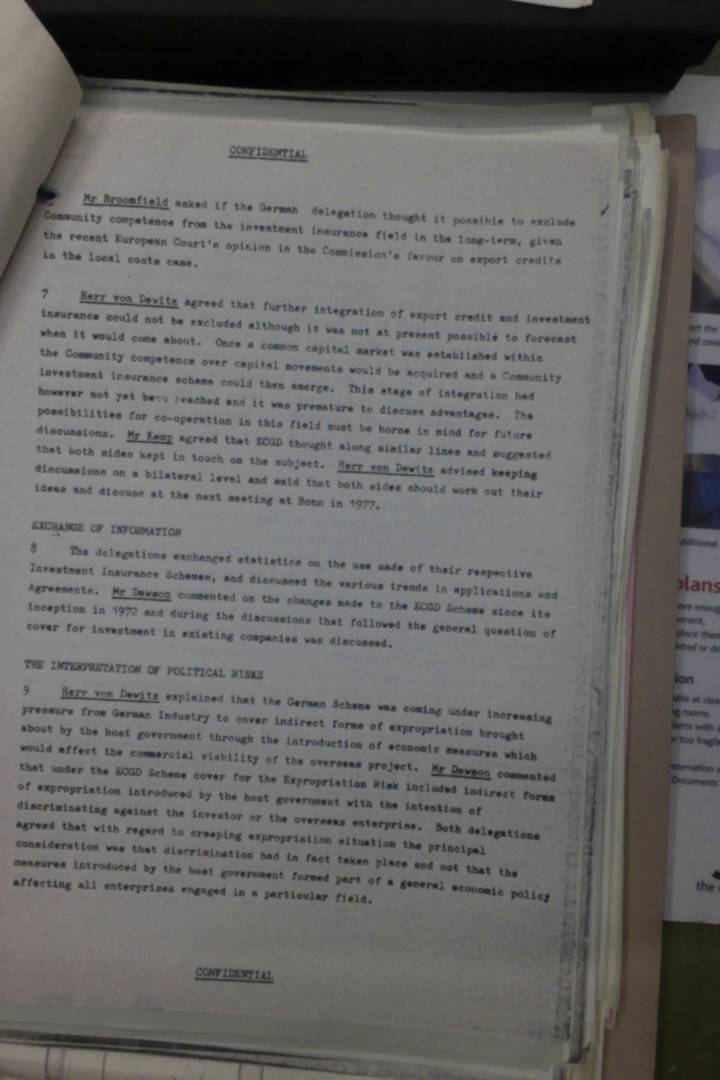 CONFIDENTIAL
Mr Broomfield asked if the German delegation thought it possible to exclude
Community competence from the investment insurance field in the long-term, given
the recent European Court's opinion in the Commission's favour on export credits
in the local costs case.
7 Herr von Dewitz agreed that further integration of export credit and investment
insurance could not be excluded although it was not at present possible to forecast
when it would come about. Once a common capital market was established within
the Community competence over capital movements would be acquired and a Community
investment insurance scheme could then emerge. This stage of integration had
however not yet been reached and it was premature to discuss advantages. The
possibilities for co-operation in this field must be borne in mind for future
discussions. Mr Kemp agreed that ECGD thought along similar lines and suggested
that both sides kept in touch on the subject. Herr von Dewitz advised keeping
discussions on a bilateral level and said that both sides should work out their
ideas and discuss at the next meeting at Bonn in 1977.
EXCHANGE OF INFORMATION
8 The delegations exchanged statistics on the use made of their respective
Investment Insurance Schemes, and discussed the various trends in applications and
Agreements. Mr Dawson commented on the changes made to the ECGD Scheme since its
inception in 1972 and during the discussions that followed the general question of
cover for investment in existing companies was discussed.
THE INTERPRETATION OF POLITICAL RISKS
9 Herr von Dewitz explained that the German Scheme was coming under increasing
pressure from German Industry to cover indirect forms of expropriation brought
about by the host government through the introduction of economic measures which
would affect the commercial viability of the overseas project. Mr Dawson commented
that under the ECGD Scheme cover for the Expropriation Risk included indirect forms
of expropriation introduced by the host government with the intention of
discriminating against the investor or the overseas enterprise. Both delegations
agreed that with regard to creeping expropriation situation the principal
consideration was that discrimination had in fact taken place and not that the
measures introduced by the host government formed part of a general economic policy
affecting all enterprises engaged in a particular field.
CONFIDENTIAL
plans
place them
too fragile
Documents
the